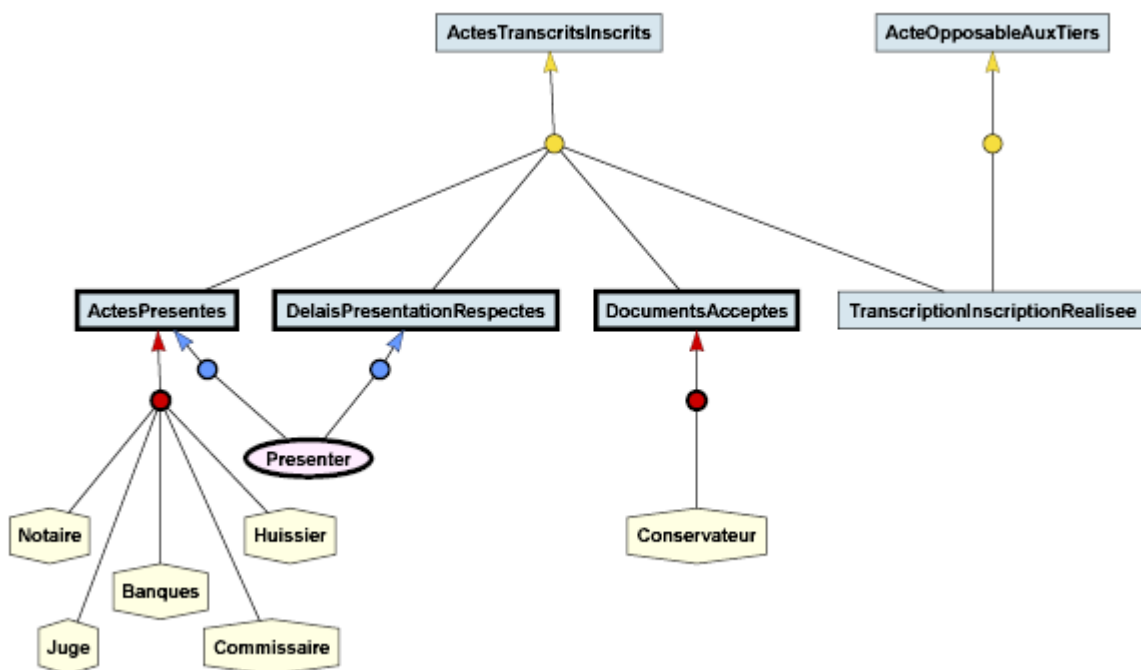 ActesTranscritsInscrits
ActeOpposableAuxTiers
ActesPresentes
DelaisPresentationRespectes
DocumentsAcceptes
TranscriptionInscriptionRealisee
Presenter
Notaire
Huissier
Conservateur
Banques
Juge
Commissaire